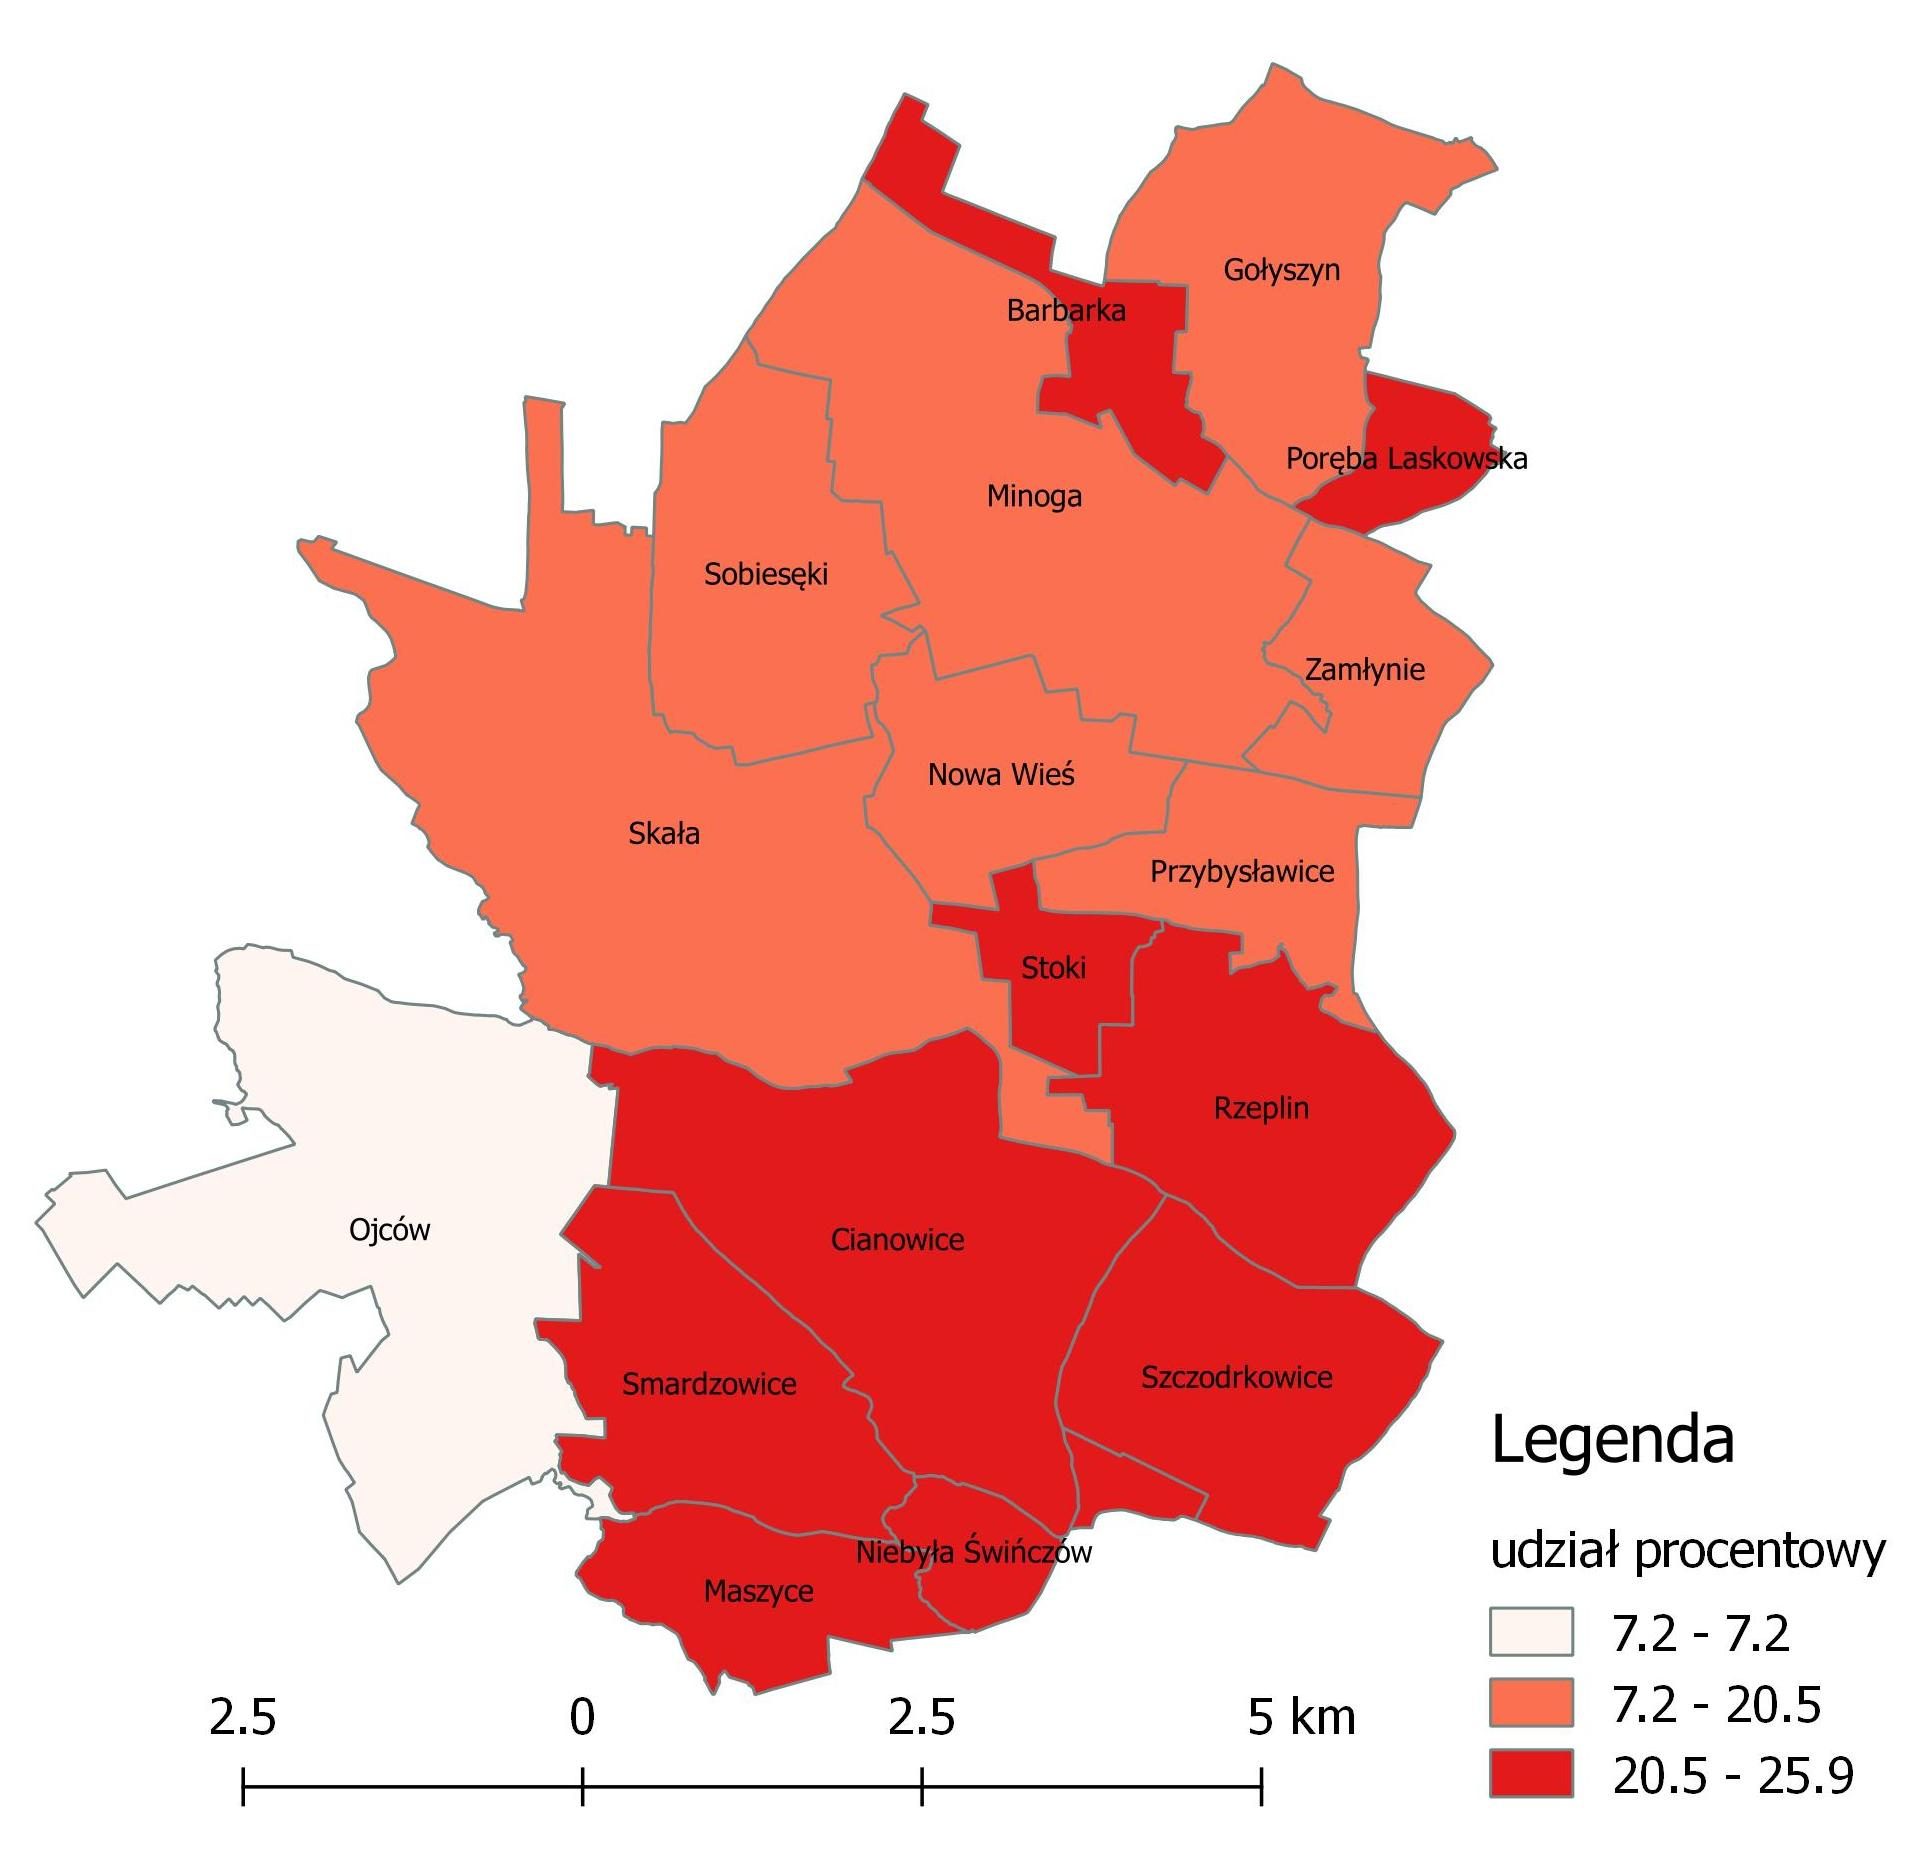 Gołyszyn
Barbarka
Poręba Laskowska
Minoga
Sobiesęki
Zamłynie
Nowa Wieś
Skała
Przybysławice
Stoki
Rzeplin
Ojców
Cianowice
Szczodrkowice
Smardzowice
Niebyła Świńczów
Maszyce
Legenda
udział procentowy
7.2 - 7.2
7.2 - 20.5
20.5 - 25.9
2.5 0 2.5 5 km